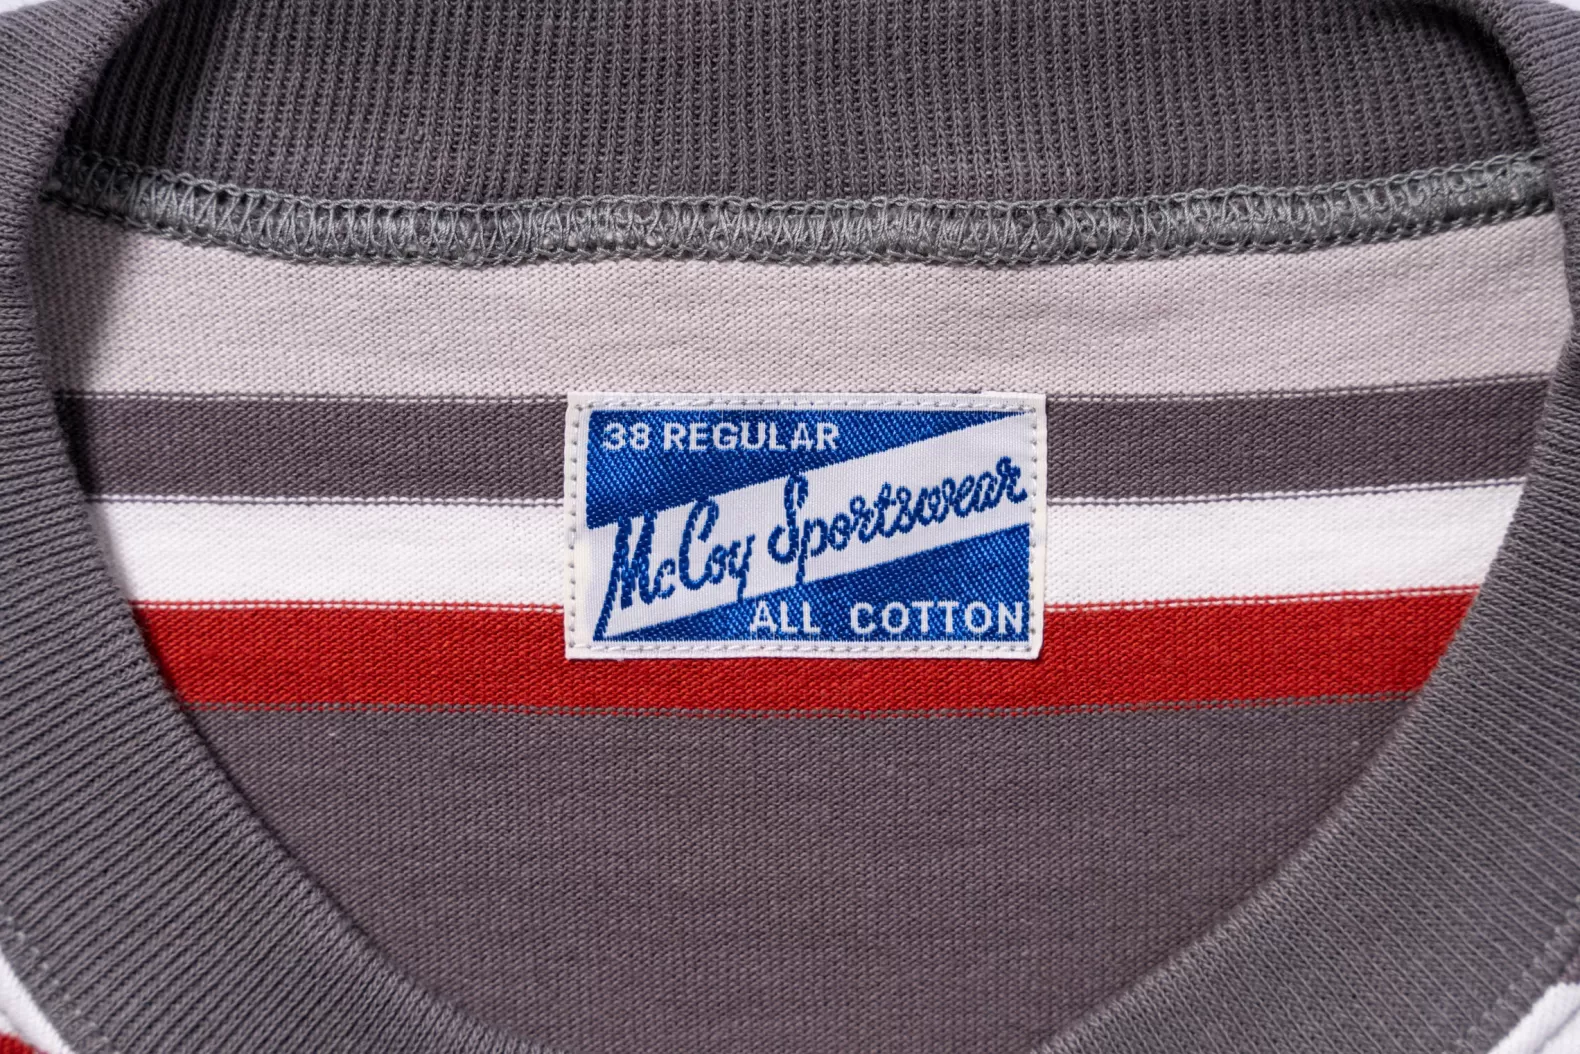 38 REGULAR
McCoy Sportswear
ALL COTTON